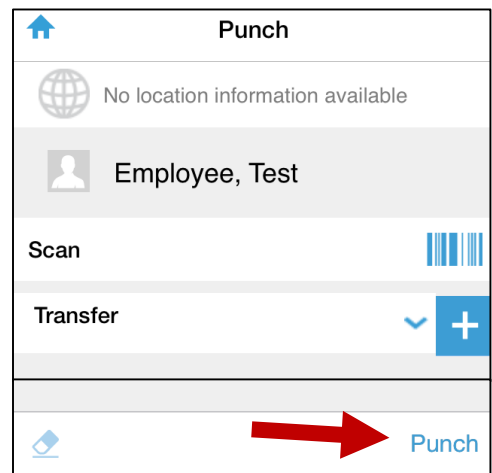 Punch
No location information available
Employee, Test
Scan
Transfer
Punch